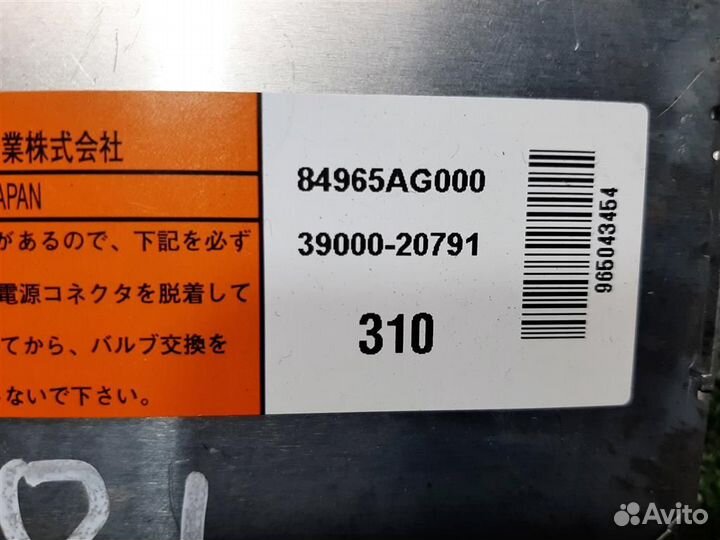 業株式会社
APAN
があるので、下記を必ず
電源コネクタを脱着して
てから、バルブ交換を
ないで下さい。
84965AG000
39000-20791
310
965043454
Avito